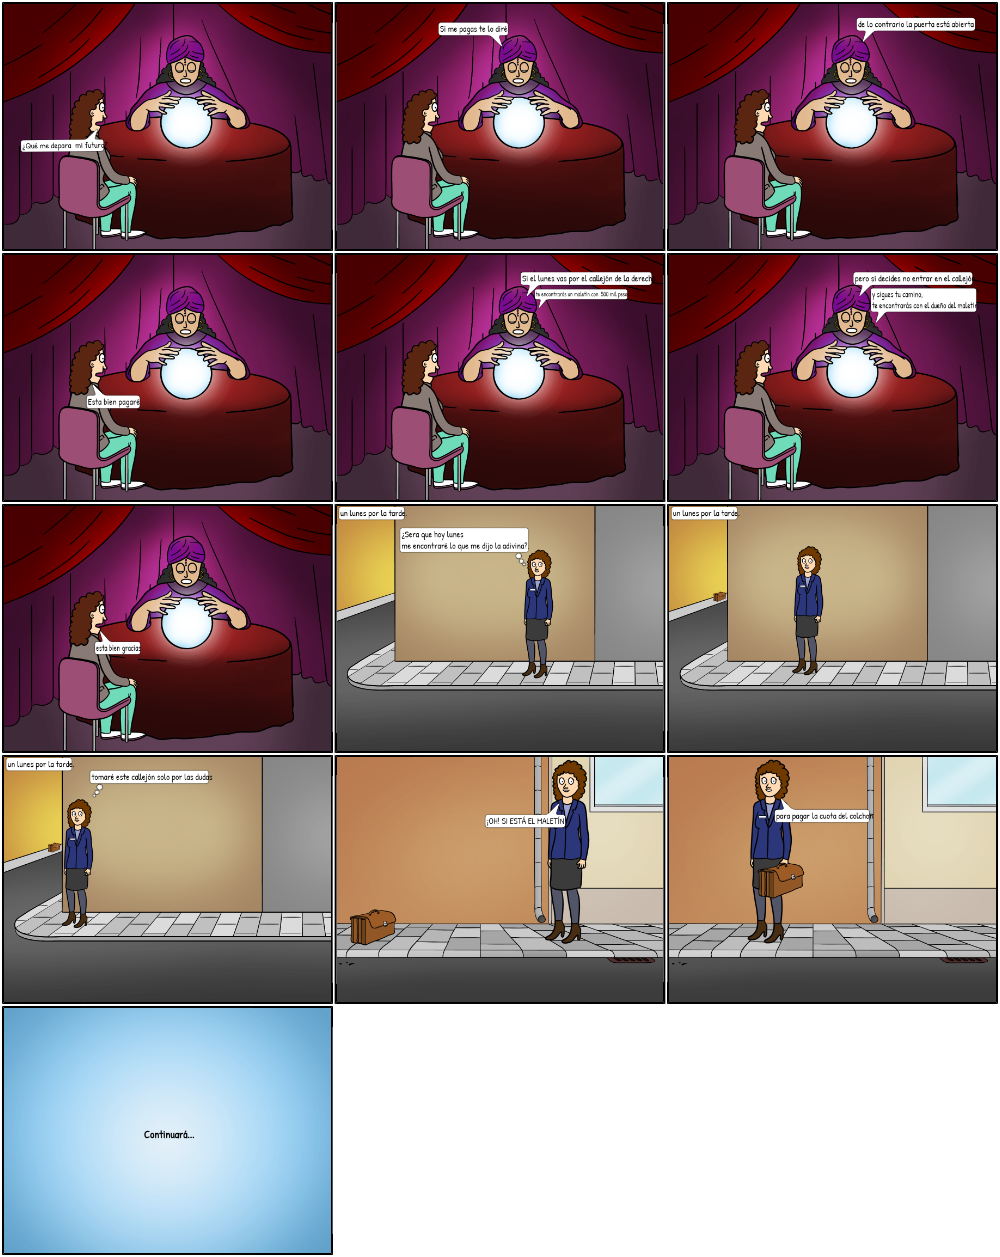 ¿Qué me depara mi futuro
Si me pagas te lo diré
de lo contrario la puerta está abierta
Esta bien pagaré
Si el lunes vas por el callejón de la derech
te encontrarás un maletín con 500 mil peso
pero si decides no entrar en el callejó
y sigues tu camino,
te encontrarás con el dueño del maletín
esta bien gracias
un lunes por la tarde.
¿Sera que hoy lunes
me encontraré lo que me dijo la adivina?
un lunes por la tarde.
un lunes por la tarde.
tomaré este callejón solo por las dudas
¡OH! SI ESTÁ EL MALETÍN
para pagar la cuota del colchon
Continuará...